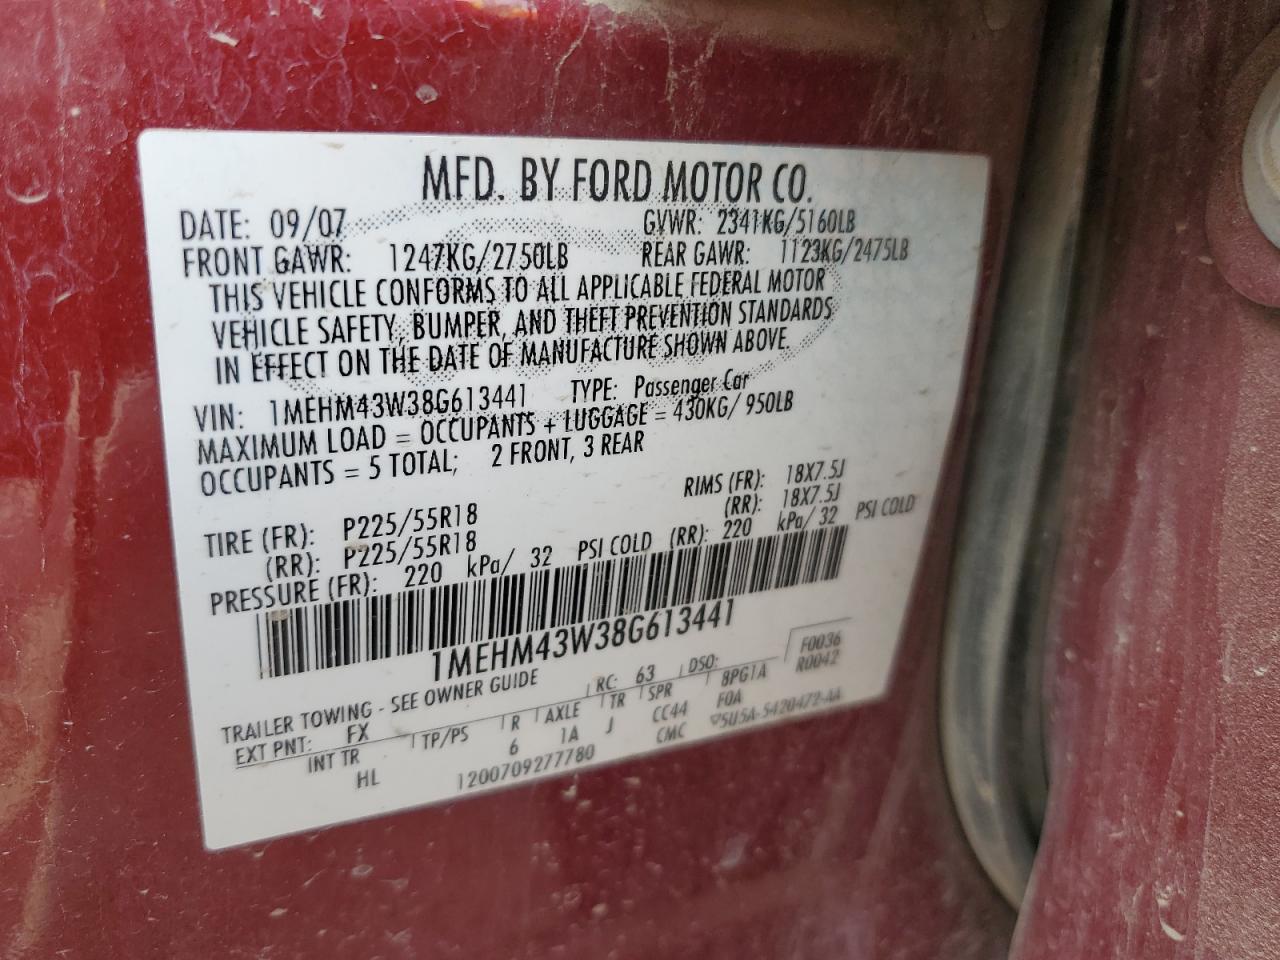 MFD. BY FORD MOTOR CO.
DATE: 09/07 GVWR: 2341KG/5160LB
FRONT GAWR: 1247KG/2750LB REAR GAWR: 1123KG/2475LB
THIS VEHICLE CONFORMS TO ALL APPLICABLE FEDERAL MOTOR
VEHICLE SAFETY, BUMPER, AND THEFT PREVENTION STANDARDS
IN EFFECT ON THE DATE OF MANUFACTURE SHOWN ABOVE.
VIN: 1MEHM43W38G613441 TYPE: Passenger Car
MAXIMUM LOAD = OCCUPANTS + LUGGAGE = 430KG/ 950LB
OCCUPANTS = 5 TOTAL; 2 FRONT, 3 REAR
TIRE (FR): P225/55R18 RIMS (FR): 18X7.5J
(RR): P225/55R18 (RR): 18X7.5J
PRESSURE (FR): 220 kPa/ 32 PSI COLD (RR): 220 kPa/ 32 PSI COLD
1MEHM43W38G613441
TRAILER TOWING - SEE OWNER GUIDE RC: 63 DSO: F0036
EXT PNT: FX TP/PS R AXLE TR SPR 8PG1A R0042
INT TR 6 1A J CC44 FOA
HL 1200709277780 CMC 5U5A-5420472-AA